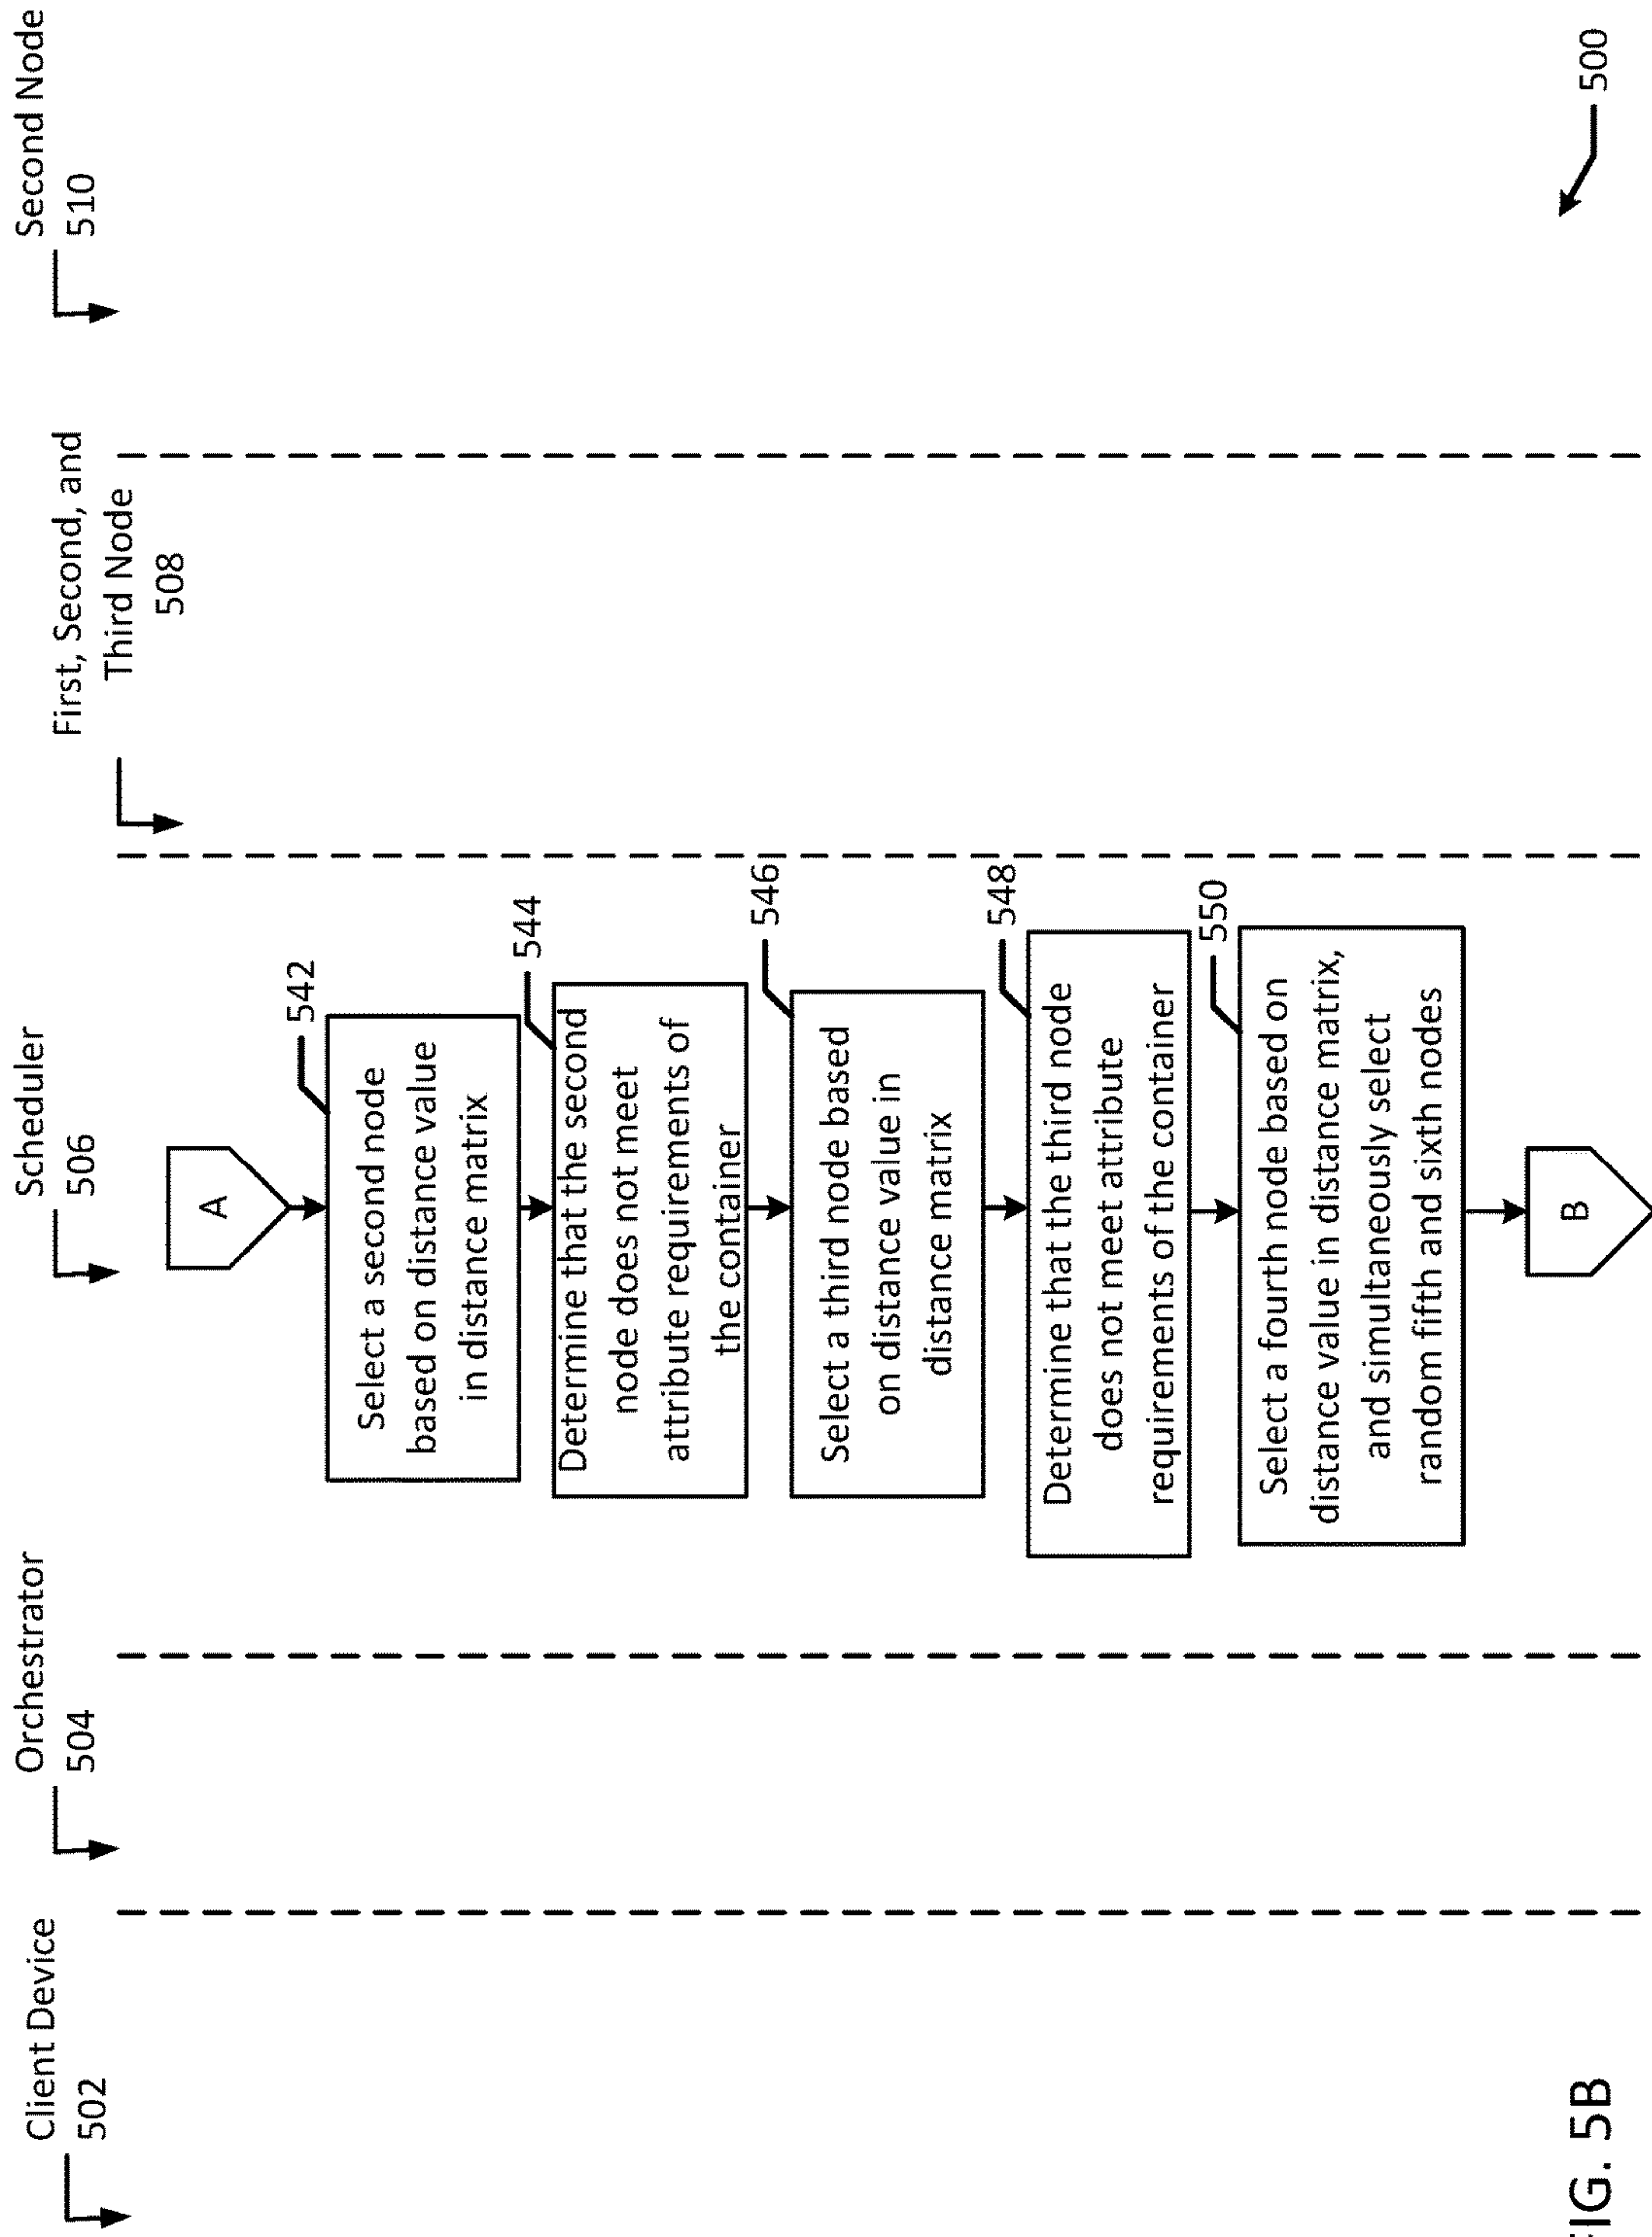 Client Device
502
Orchestrator
504
Scheduler
506
First, Second, and
Third Node
508
Second Node
510
A
542
Select a second node
based on distance value
in distance matrix
544
Determine that the second
node does not meet
attribute requirements of
the container
546
Select a third node based
on distance value in
distance matrix
548
Determine that the third node
does not meet attribute
requirements of the container
550
Select a fourth node based on
distance value in distance matrix,
and simultaneously select
random fifth and sixth nodes
B
500
FIG. 5B